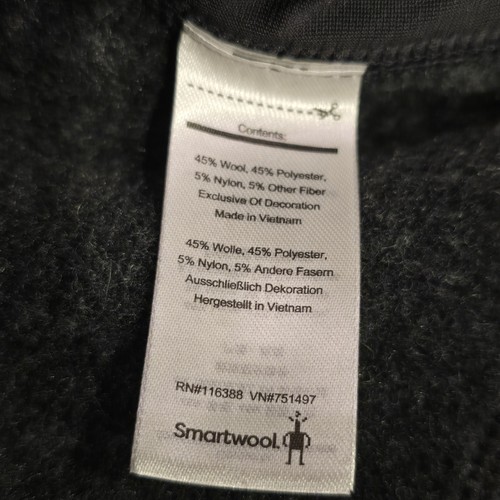 Contents:
45% Wool, 45% Polyester,
5% Nylon, 5% Other Fiber
Exclusive Of Decoration
Made in Vietnam
45% Wolle, 45% Polyester,
5% Nylon, 5% Andere Fasern
Ausschließlich Dekoration
Hergestellt in Vietnam
RN#116388 VN#751497
Smartwool